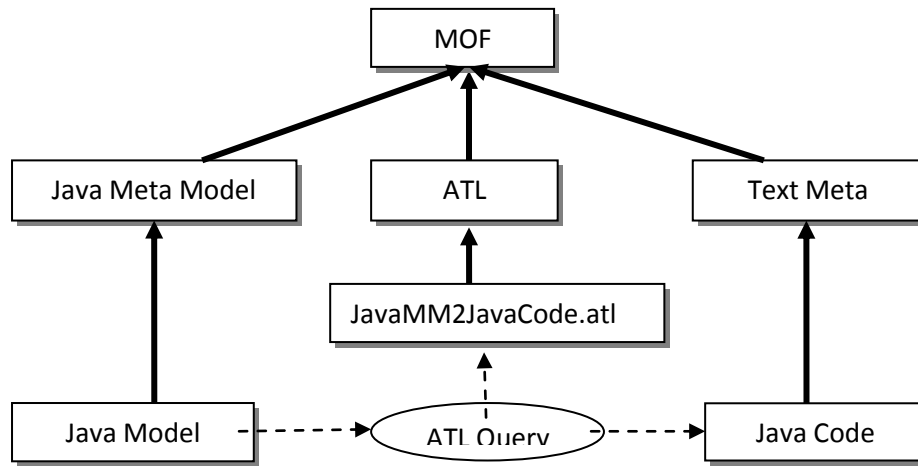 MOF
Java Meta Model
ATL
Text Meta
JavaMM2JavaCode.atl
Java Model
ATL Query
Java Code